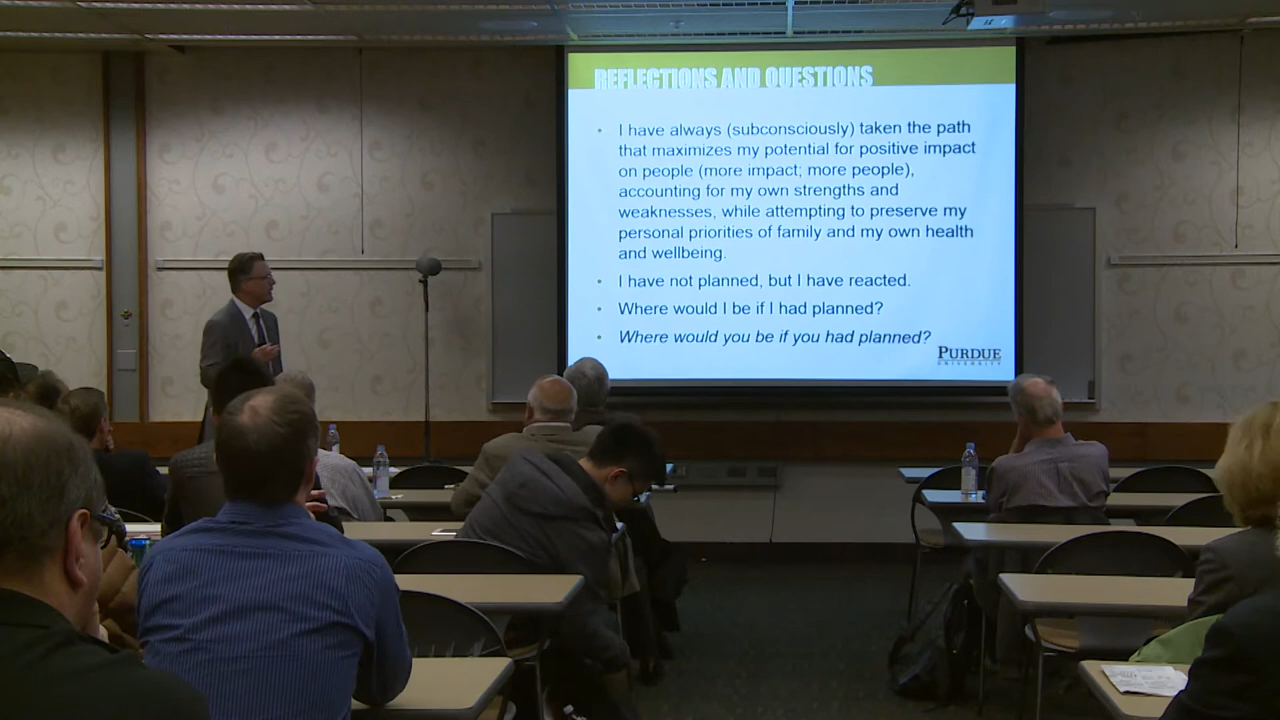 REFLECTIONS AND QUESTIONS
• I have always (subconsciously) taken the path
that maximizes my potential for positive impact
on people (more impact; more people),
accounting for my own strengths and
weaknesses, while attempting to preserve my
personal priorities of family and my own health
and wellbeing.
• I have not planned, but I have reacted.
• Where would I be if I had planned?
• Where would you be if you had planned?
PURDUE
UNIVERSITY